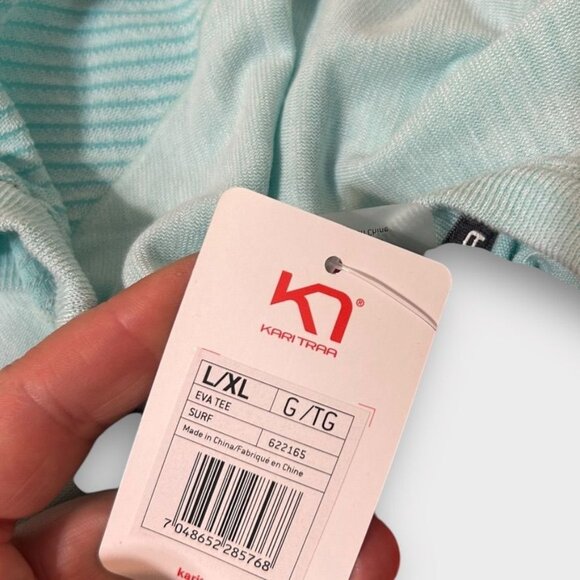 KARI TRAA
L/XL G/TG
EVA TEE
SURF 622165
Made in China/Fabriqué en Chine
7 048652 285768